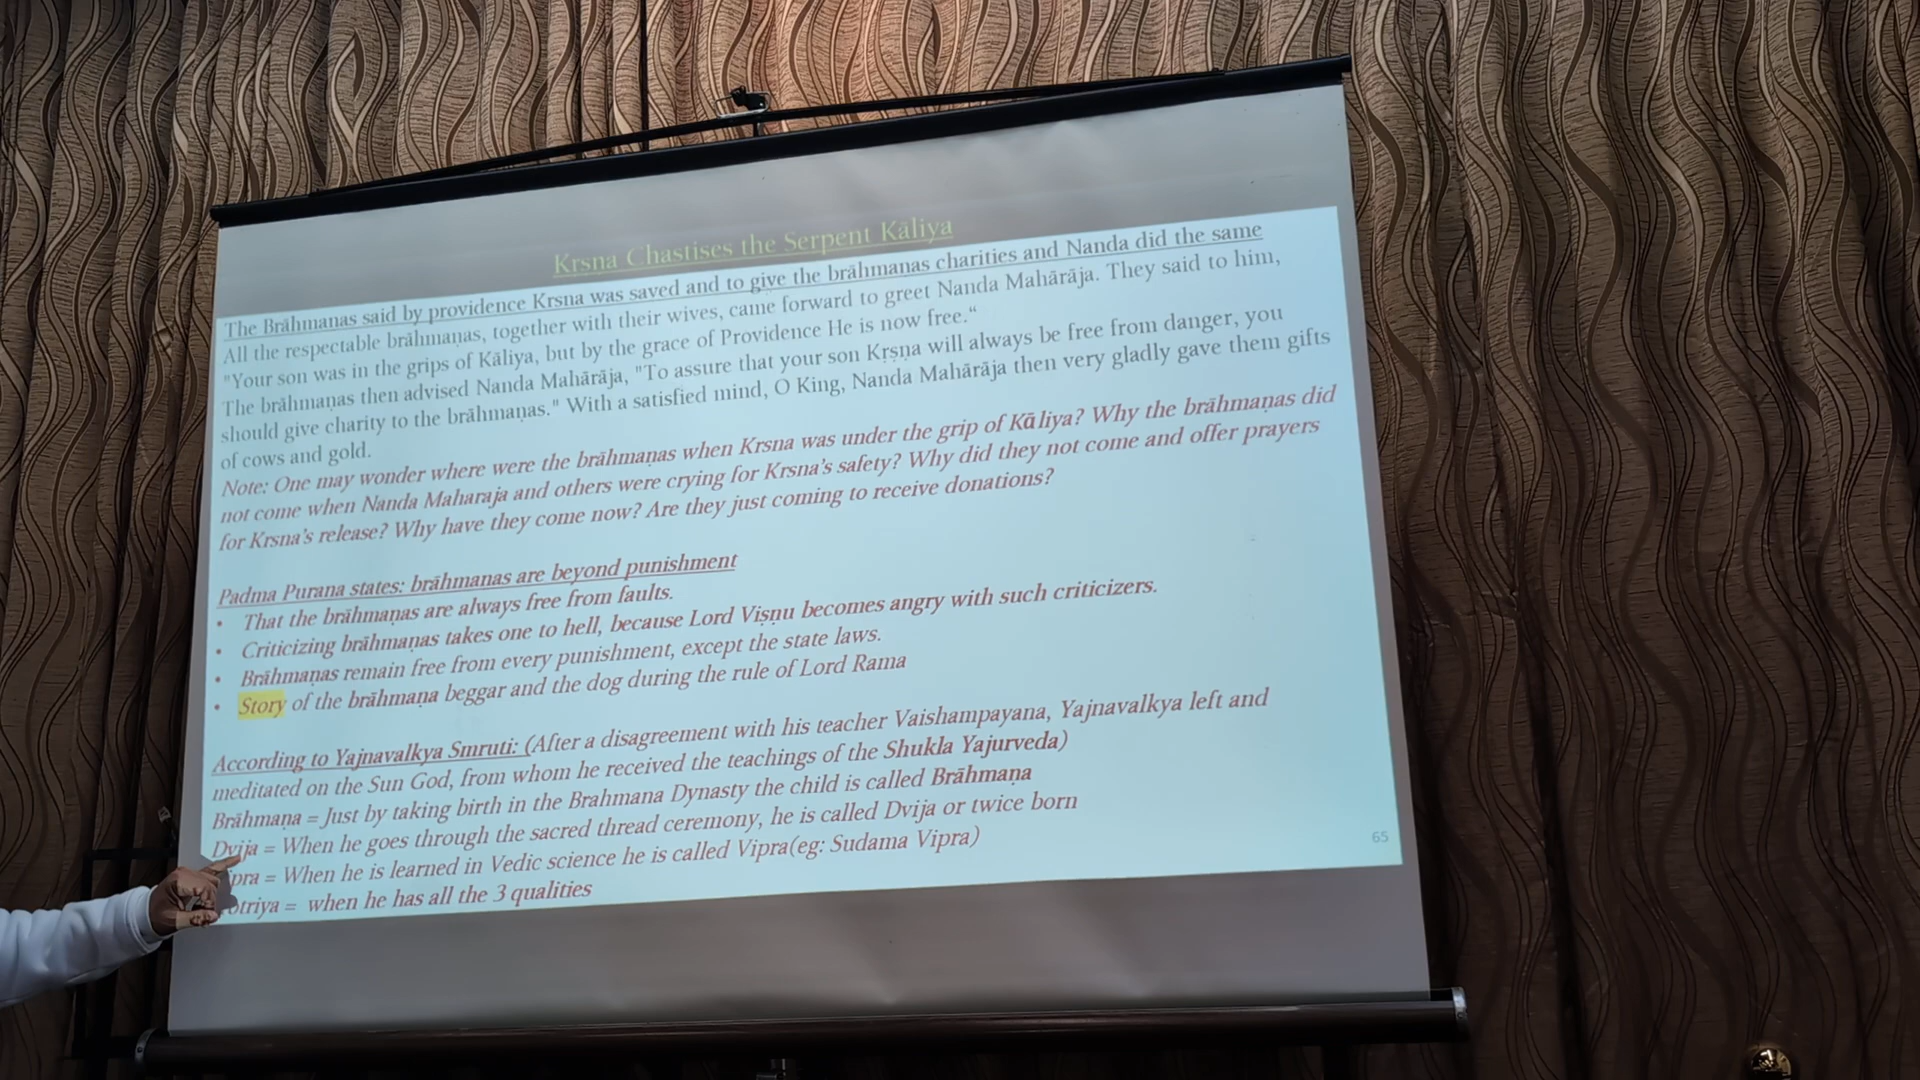 Krsṇa Chastises the Serpent Kāliya
The Brāhmaṇas said by providence Krsna was saved and to give the brāhmaṇas charities and Nanda did the same
All the respectable brāhmaṇas, together with their wives, came forward to greet Nanda Mahārāja. They said to him,
"Your son was in the grips of Kāliya, but by the grace of Providence He is now free.“
The brāhmaṇas then advised Nanda Mahārāja, "To assure that your son Kṛsṇa will always be free from danger, you
should give charity to the brāhmaṇas." With a satisfied mind, O King, Nanda Mahārāja then very gladly gave them gifts
of cows and gold.
Note: One may wonder where were the brāhmaṇas when Krsna was under the grip of Kāliya? Why the brāhmaṇas did
not come when Nanda Maharaja and others were crying for Krsna’s safety? Why did they not come and offer prayers
for Krsna’s release? Why have they come now? Are they just coming to receive donations?
Padma Purana states: brāhmanas are beyond punishment
• That the brāhmaṇas are always free from faults.
• Criticizing brāhmaṇas takes one to hell, because Lord Viṣṇu becomes angry with such criticizers.
• Brāhmaṇas remain free from every punishment, except the state laws.
• Story of the brāhmaṇa beggar and the dog during the rule of Lord Rama
According to Yajnavalkya Smruti: (After a disagreement with his teacher Vaishampayana, Yajnavalkya left and
meditated on the Sun God, from whom he received the teachings of the Shukla Yajurveda)
Brāhmaṇa = Just by taking birth in the Brahmana Dynasty the child is called Brāhmaṇa
Dvija = When he goes through the sacred thread ceremony, he is called Dvija or twice born
= When he is learned in Vedic science he is called Vipra(eg: Sudama Vipra)
= when he has all the 3 qualities
65